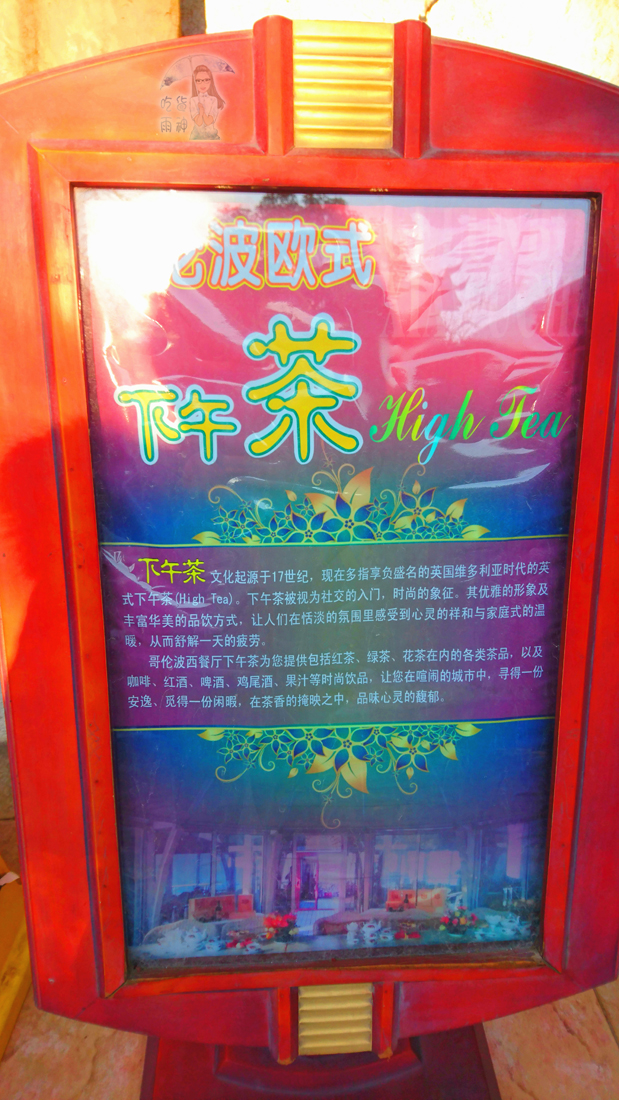 吃货
雨神
伦波欧式
下午茶 High Tea
下午茶 文化起源于17世纪，现在多指享负盛名的英国维多利亚时代的英
式下午茶(High Tea)。下午茶被视为社交的入门，时尚的象征。其优雅的形象及
丰富华美的品饮方式，让人们在恬淡的氛围里感受到心灵的祥和与家庭式的温
暖，从而舒解一天的疲劳。
哥伦波西餐厅下午茶为您提供包括红茶、绿茶、花茶在内的各类茶品，以及
咖啡、红酒、啤酒、鸡尾酒、果汁等时尚饮品，让您在喧闹的城市中，寻得一份
安逸、觅得一份闲暇，在茶香的掩映之中，品味心灵的馥郁。